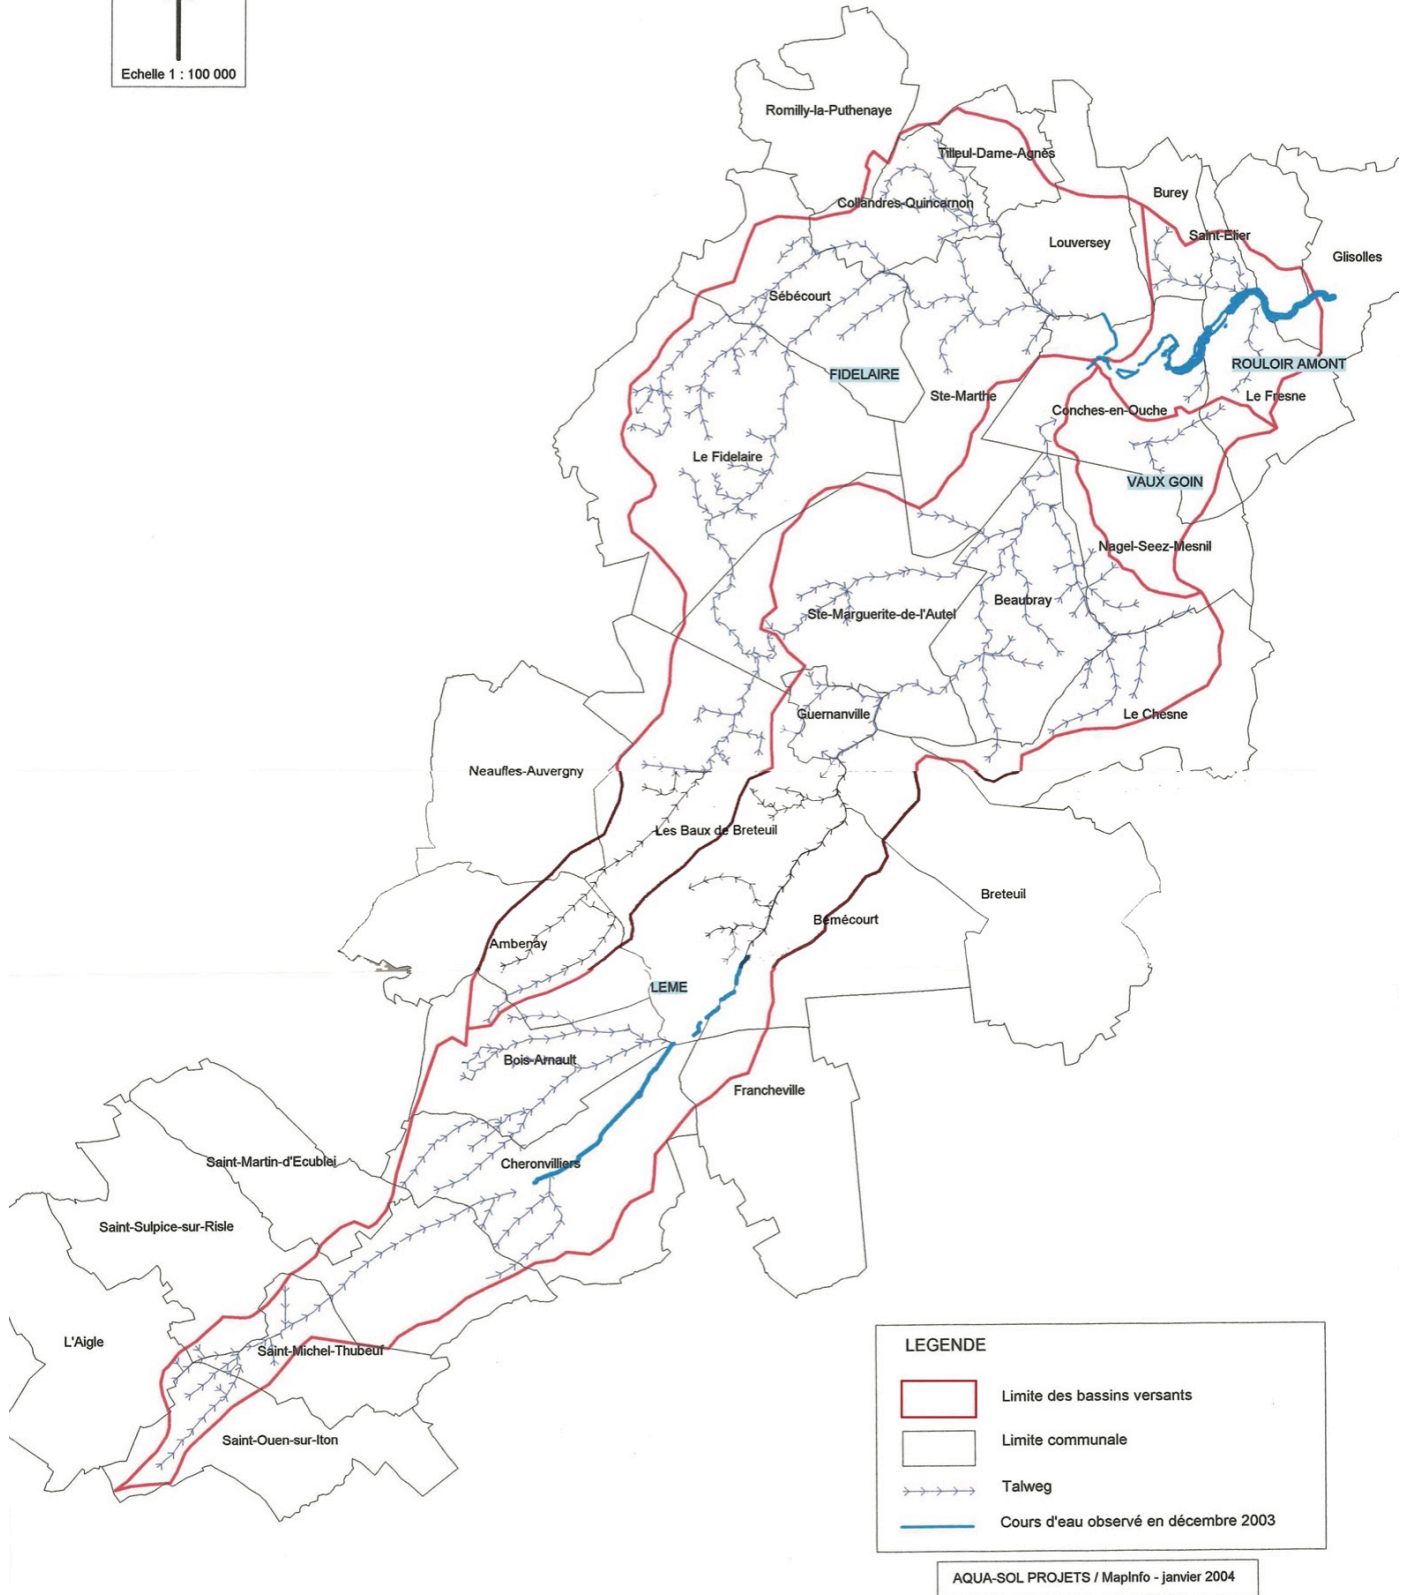 Echelle 1 : 100 000
Romilly-la-Puthenaye
Tilleul-Dame-Agnès
Burey
Collandres-Quincarnon
Saint-Elier
Louversey
Glisolles
Sébécourt
FIDELAIRE
ROULOIR AMONT
Ste-Marthe
Le Fresne
Conches-en-Ouche
Le Fidelaire
VAUX GOIN
Nagel-Seez-Mesnil
Beaubray
Ste-Marguerite-de-l'Autel
Guernanville
Le Chesne
Neaufles-Auvergny
Les Baux de Breteuil
Breteuil
Bémécourt
Ambenay
LEME
Bois-Arnault
Francheville
Cheronvilliers
Saint-Martin-d'Ecublei
Saint-Sulpice-sur-Risle
L'Aigle
Saint-Michel-Thubeuf
Saint-Ouen-sur-Iton
LEGENDE
Limite des bassins versants
Limite communale
Talweg
Cours d'eau observé en décembre 2003
AQUA-SOL PROJETS / MapInfo - janvier 2004